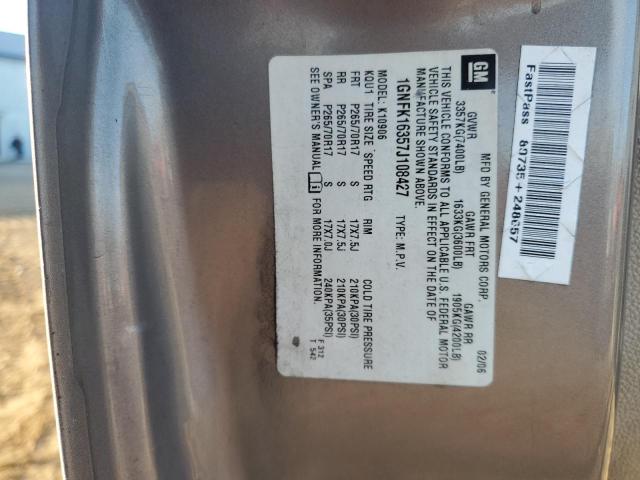 FastPass 80735 + 248657
GM
MFD BY GENERAL MOTORS CORP. 02/06
GVWR GAWR FRT GAWR RR
3357KG(7400LB) 1633KG(3600LB) 1905KG(4200LB)
THIS VEHICLE CONFORMS TO ALL APPLICABLE U.S. FEDERAL MOTOR
VEHICLE SAFETY STANDARDS IN EFFECT ON THE DATE OF
MANUFACTURE SHOWN ABOVE.
1GNFK16357J108427 TYPE: M.P.V.
MODEL: K10906
KQU1 TIRE SIZE SPEED RTG RIM COLD TIRE PRESSURE
FRT P265/70R17 S 17X7.5J 210KPA(30PSI)
RR P265/70R17 S 17X7.5J 210KPA(30PSI)
SPA P265/70R17 S 17X7.0J 240KPA(35PSI)
SEE OWNER'S MANUAL FOR MORE INFORMATION. F 312
T 542